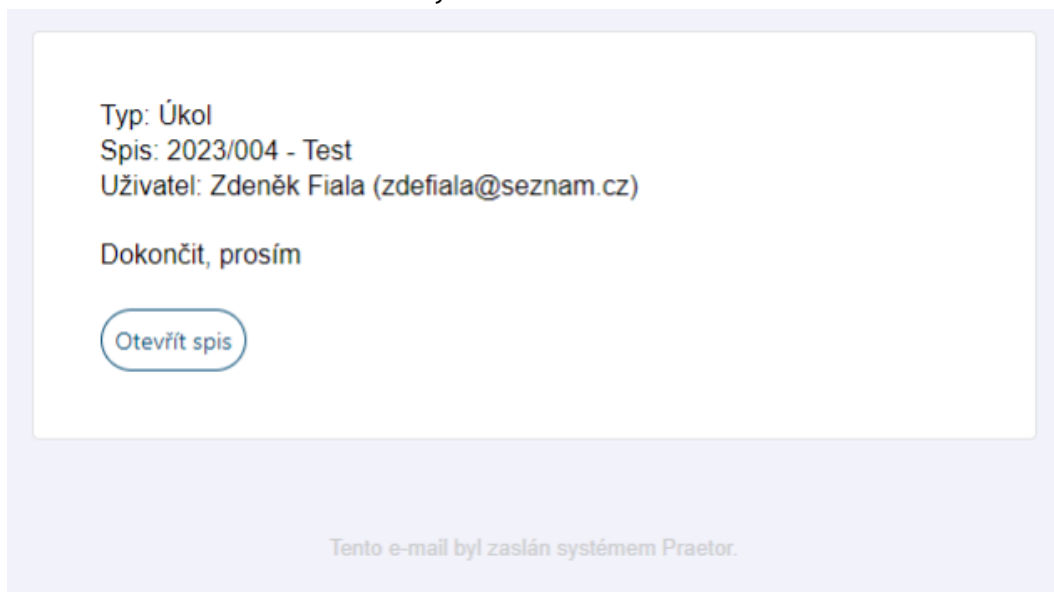 Typ: Úkol
Spis: 2023/004 - Test
Uživatel: Zdeněk Fiala (zdefiala@seznam.cz)
Dokončit, prosím
Otevřít spis
Tento e-mail byl zaslán systémem Praetor.